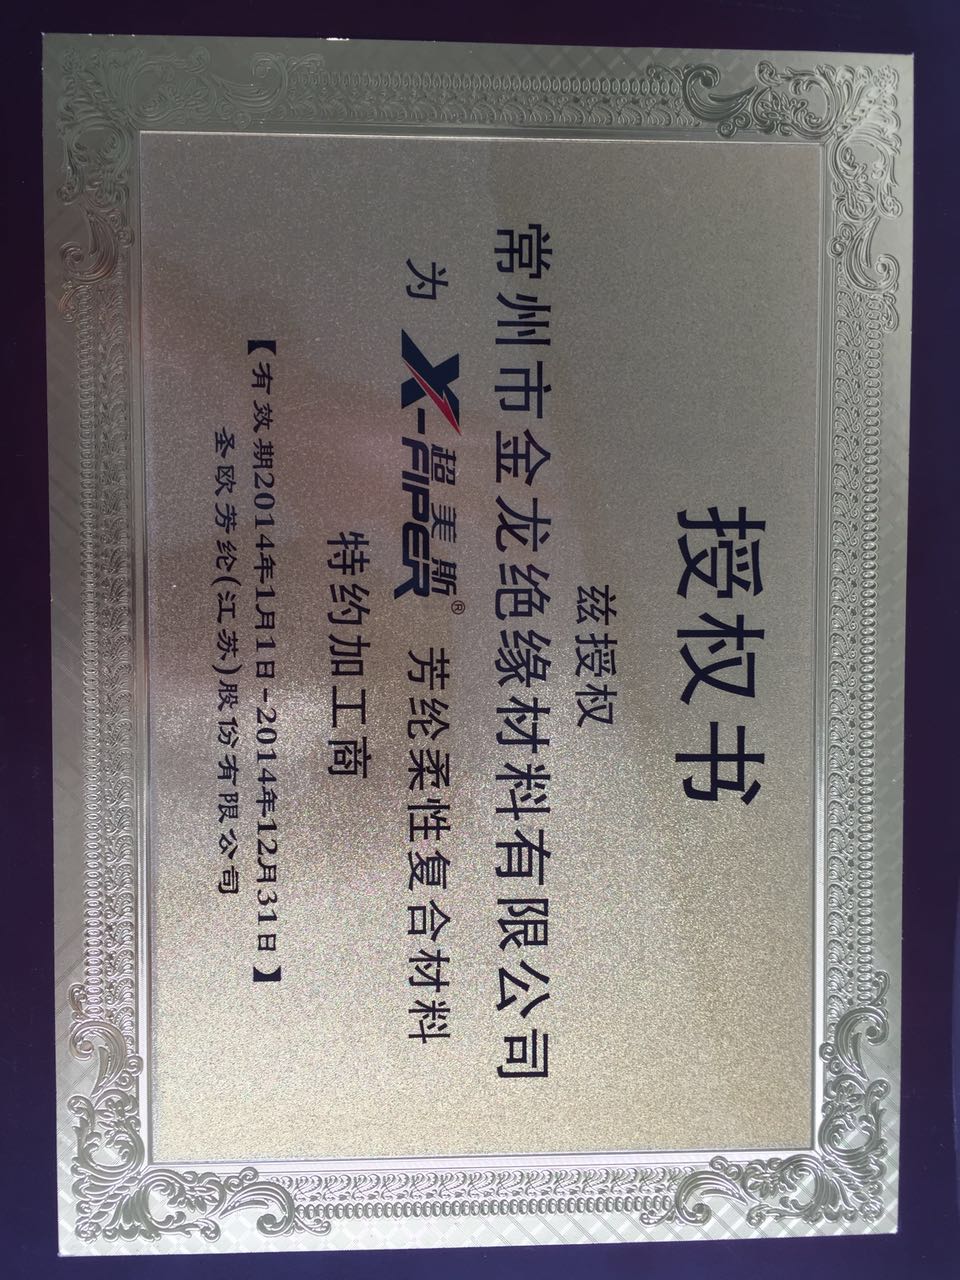 授权书
兹授权
常州市金龙绝缘材料有限公司
为 X-FIPER 超美斯® 芳纶柔性复合材料
特约加工商
【有效期2014年1月1日-2014年12月31日】
圣欧芳纶(江苏)股份有限公司